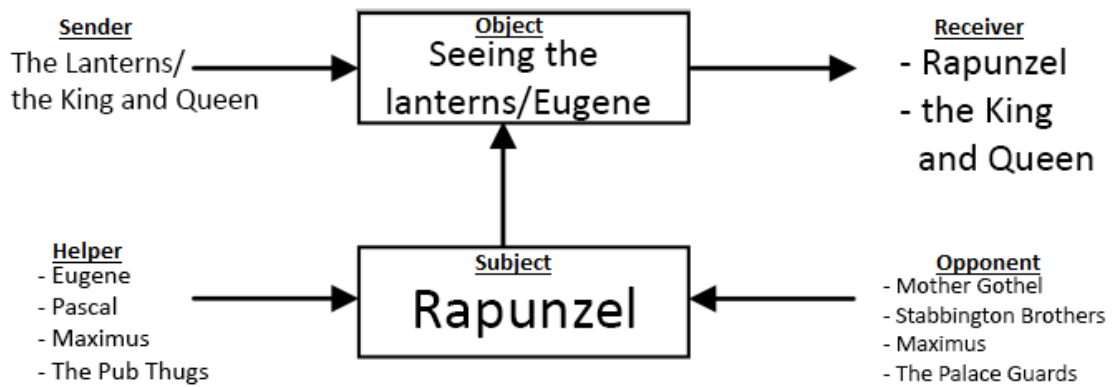 Sender
The Lanterns/
the King and Queen
Object
Seeing the
lanterns/Eugene
Receiver
- Rapunzel
- the King
and Queen
Helper
- Eugene
- Pascal
- Maximus
- The Pub Thugs
Subject
Rapunzel
Opponent
- Mother Gothel
- Stabbington Brothers
- Maximus
- The Palace Guards